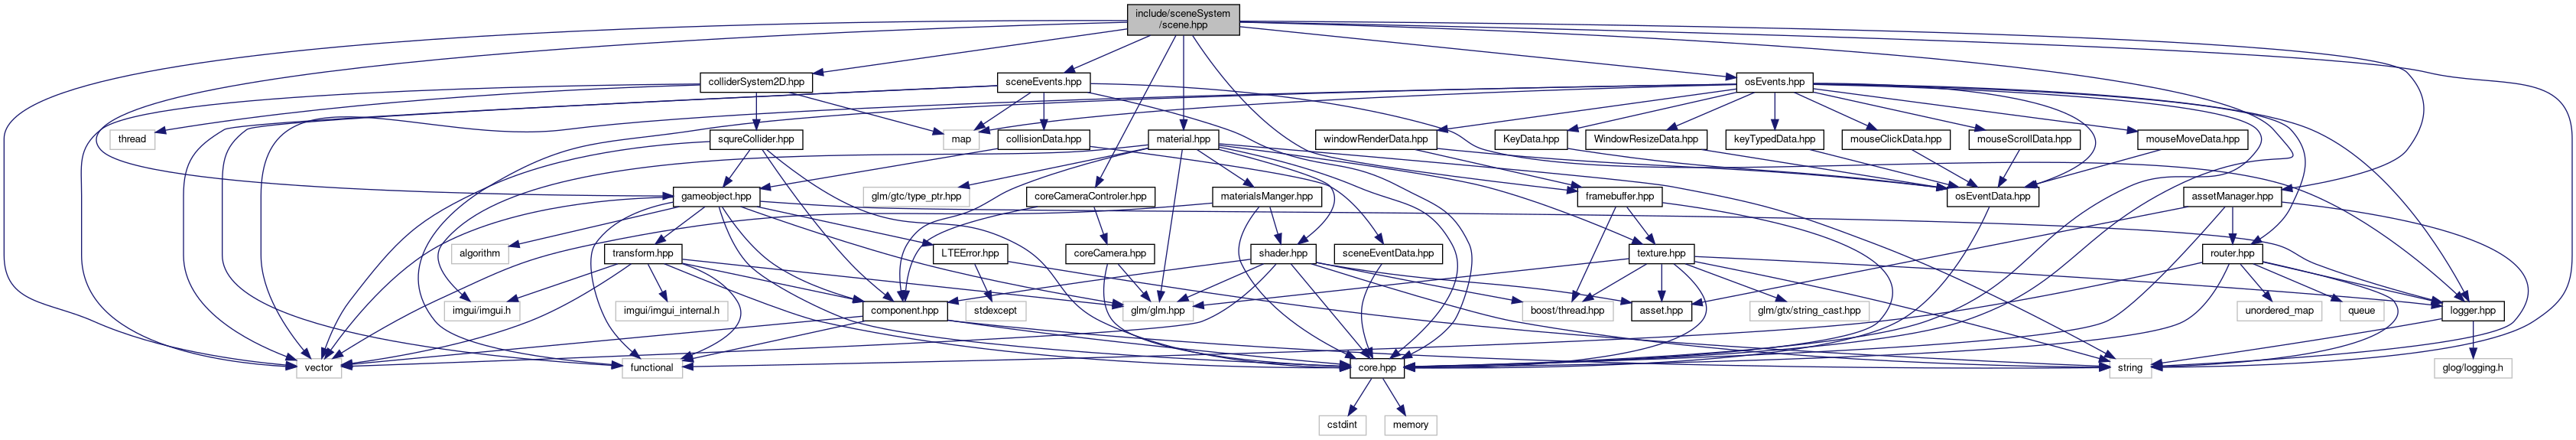 include/sceneSystem
/scene.hpp
colliderSystem2D.hpp
sceneEvents.hpp
osEvents.hpp
thread
squreCollider.hpp
map
collisionData.hpp
material.hpp
windowRenderData.hpp
KeyData.hpp
WindowResizeData.hpp
keyTypedData.hpp
mouseClickData.hpp
mouseScrollData.hpp
mouseMoveData.hpp
gameobject.hpp
glm/gtc/type_ptr.hpp
coreCameraControler.hpp
materialsManger.hpp
framebuffer.hpp
osEventData.hpp
assetManager.hpp
algorithm
transform.hpp
LTEError.hpp
coreCamera.hpp
shader.hpp
sceneEventData.hpp
texture.hpp
router.hpp
imgui/imgui.h
imgui/imgui_internal.h
component.hpp
stdexcept
glm/glm.hpp
boost/thread.hpp
asset.hpp
glm/gtx/string_cast.hpp
unordered_map
queue
logger.hpp
vector
functional
core.hpp
string
glog/logging.h
cstdint
memory